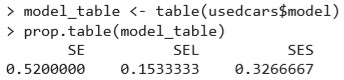 > model_table <- table(usedcars$model)
> prop.table(model_table)
SE SEL SES
0.5200000 0.1533333 0.3266667